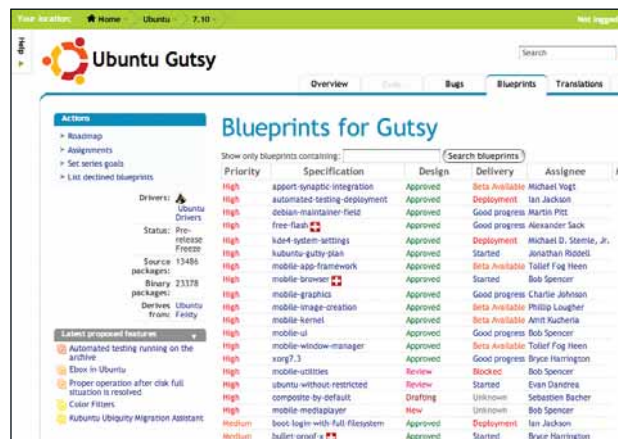 Your location: Home Ubuntu 7.10 Not logged
Help
Ubuntu Gutsy
Search
Overview Code Bugs Blueprints Translations
Actions
Roadmap
Assignments
Set series goals
List declined blueprints
Drivers: Ubuntu Drivers
Status: Pre-release Freeze
Source packages: 13486
Binary packages: 23378
Derives from: Ubuntu Feisty
Latest proposed features
Automated testing running on the archive
Ebox in Ubuntu
Proper operation after disk full situation is resolved
Color Filters
Kubuntu Ubiquity Migration Assistant
Blueprints for Gutsy
Show only blueprints containing: Search blueprints
Priority Specification Design Delivery Assignee
High apport-synaptic-integration Approved Beta Available Michael Vogt
High automated-testing-deployment Approved Deployment Ian Jackson
High debian-maintainer-field Approved Good progress Martin Pitt
High free-flash Approved Good progress Alexander Sack
High kde4-system-settings Approved Deployment Michael D. Stemle, Jr.
High kubuntu-gutsy-plan Approved Started Jonathan Riddell
High mobile-app-framework Approved Beta Available Tollef Fog Heen
High mobile-browser Approved Started Bob Spencer
High mobile-graphics Approved Good progress Charlie Johnson
High mobile-image-creation Approved Beta Available Phillip Lougher
High mobile-kernel Approved Beta Available Amit Kucheria
High mobile-ui Approved Good progress Bob Spencer
High mobile-window-manager Approved Beta Available Tollef Fog Heen
High xorg7.3 Approved Good progress Bryce Harrington
High mobile-utilities Review Blocked Bob Spencer
High ubuntu-without-restricted Review Started Evan Dandrea
High composite-by-default Drafting Unknown Sebastien Bacher
High mobile-mediaplayer New Unknown Bob Spencer
Medium boot-login-with-full-filesystem Approved Deployment Ian Jackson
Medium bullet-proof-x Approved Started Bryce Harrington